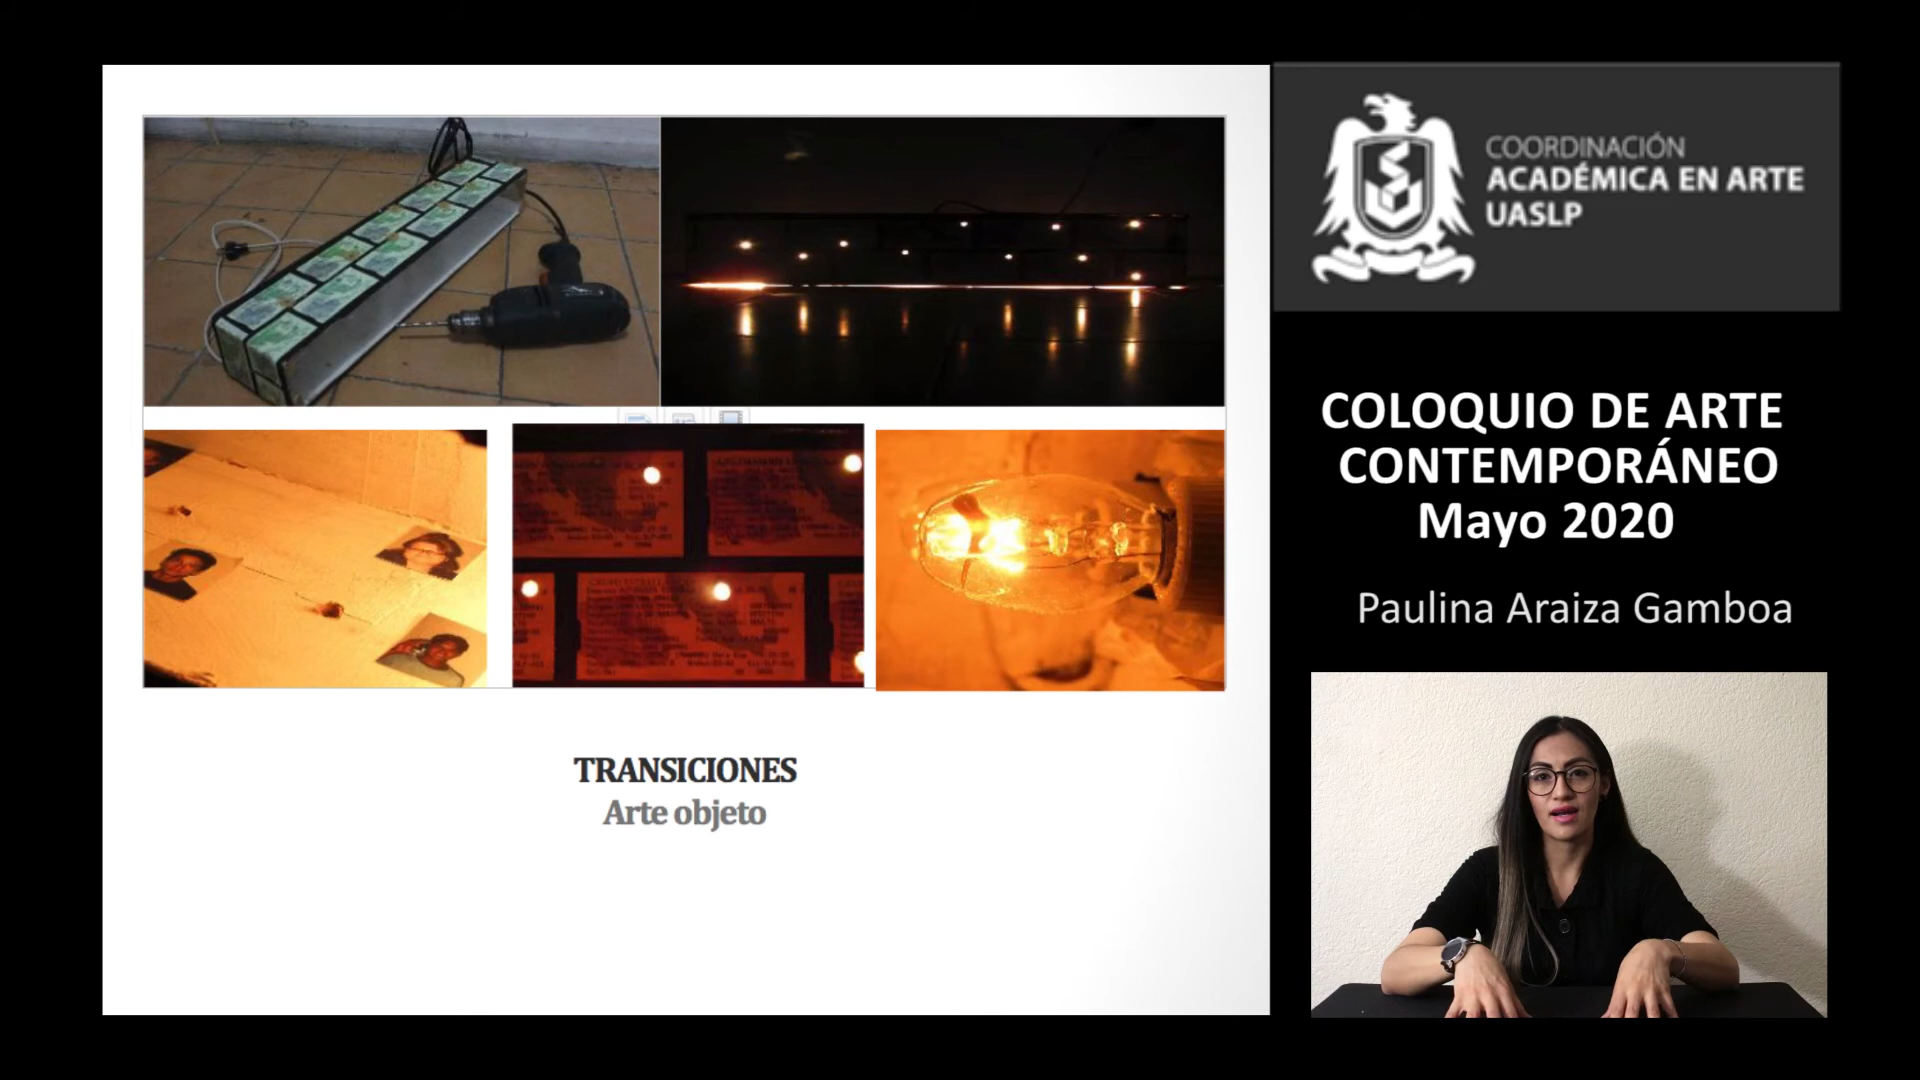 TRANSICIONES
Arte objeto
COORDINACIÓN
ACADÉMICA EN ARTE
UASLP
COLOQUIO DE ARTE
CONTEMPORÁNEO
Mayo 2020
Paulina Araiza Gamboa